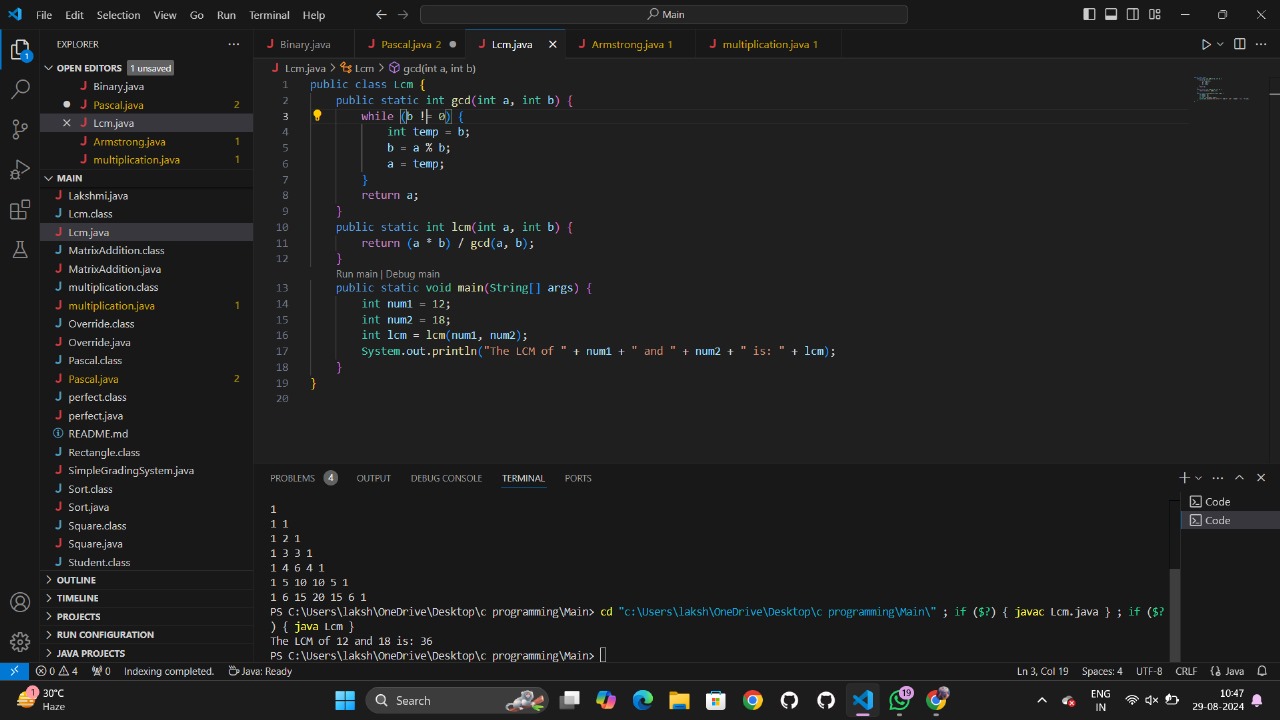 File Edit Selection View Go Run Terminal Help
Main
EXPLORER
OPEN EDITORS 1 unsaved
Binary.java
Pascal.java 2
Lcm.java
Armstrong.java 1
multiplication.java 1
MAIN
Lakshmi.java
Lcm.class
Lcm.java
MatrixAddition.class
MatrixAddition.java
multiplication.class
multiplication.java 1
Override.class
Override.java
Pascal.class
Pascal.java 2
perfect.class
perfect.java
README.md
Rectangle.class
SimpleGradingSystem.java
Sort.class
Sort.java
Square.class
Square.java
Student.class
OUTLINE
TIMELINE
PROJECTS
RUN CONFIGURATION
JAVA PROJECTS
Binary.java Pascal.java 2 Lcm.java Armstrong.java 1 multiplication.java 1
Lcm.java > Lcm > gcd(int a, int b)
1 public class Lcm {
2 public static int gcd(int a, int b) {
3 while (b != 0) {
4 int temp = b;
5 b = a % b;
6 a = temp;
7 }
8 return a;
9 }
10 public static int lcm(int a, int b) {
11 return (a * b) / gcd(a, b);
12 }
Run main | Debug main
13 public static void main(String[] args) {
14 int num1 = 12;
15 int num2 = 18;
16 int lcm = lcm(num1, num2);
17 System.out.println("The LCM of " + num1 + " and " + num2 + " is: " + lcm);
18 }
19 }
20
PROBLEMS 4 OUTPUT DEBUG CONSOLE TERMINAL PORTS
1
1 1
1 2 1
1 3 3 1
1 4 6 4 1
1 5 10 10 5 1
1 6 15 20 15 6 1
PS C:\Users\laksh\OneDrive\Desktop\c programming\Main> cd "c:\Users\laksh\OneDrive\Desktop\c programming\Main\" ; if ($?) { javac Lcm.java } ; if ($?
) { java Lcm }
The LCM of 12 and 18 is: 36
PS C:\Users\laksh\OneDrive\Desktop\c programming\Main>
Code
Code
0 4 0 Indexing completed. Java: Ready Ln 3, Col 19 Spaces: 4 UTF-8 CRLF {} Java
1 30°C
Haze
Search
19
ENG
IN
10:47
29-08-2024